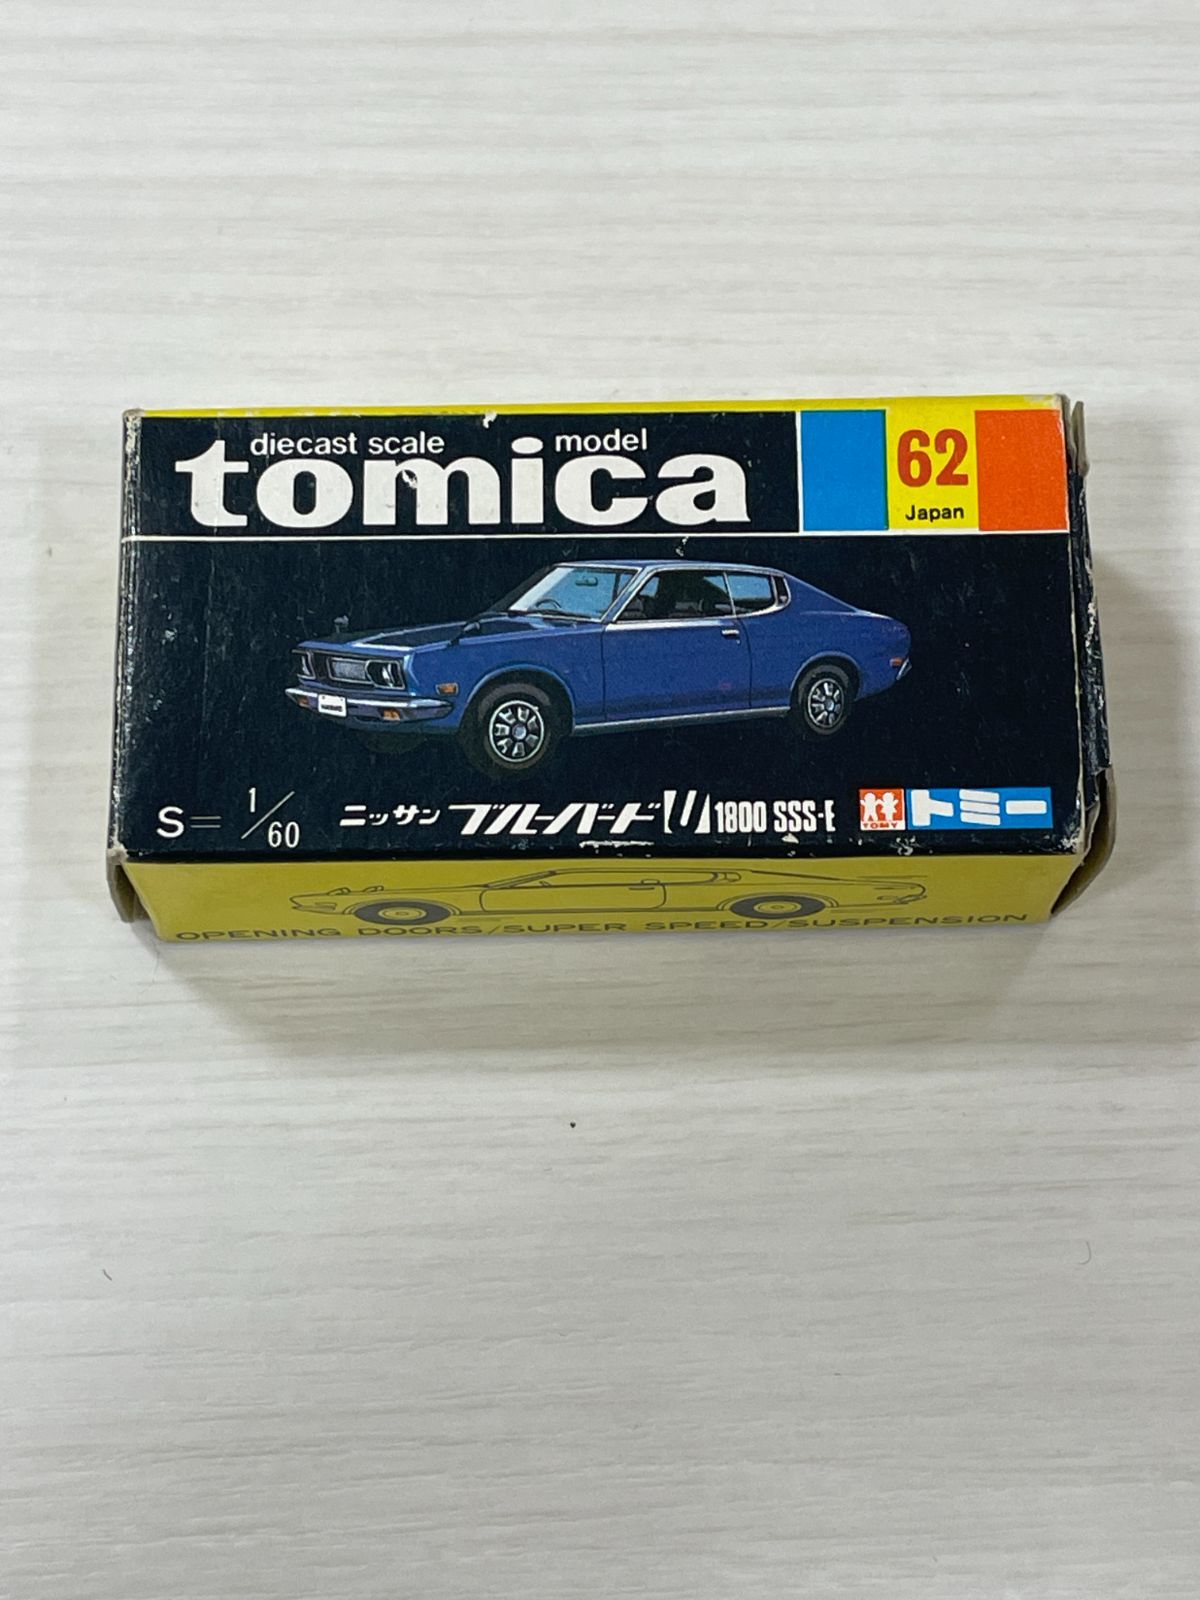 diecast scale model
tomica
62
Japan
S= 1/60
ニッサン ブルーバードU 1800 SSS-E
TOMY
トミー
OPENING DOORS/SUPER SPEED/SUSPENSION